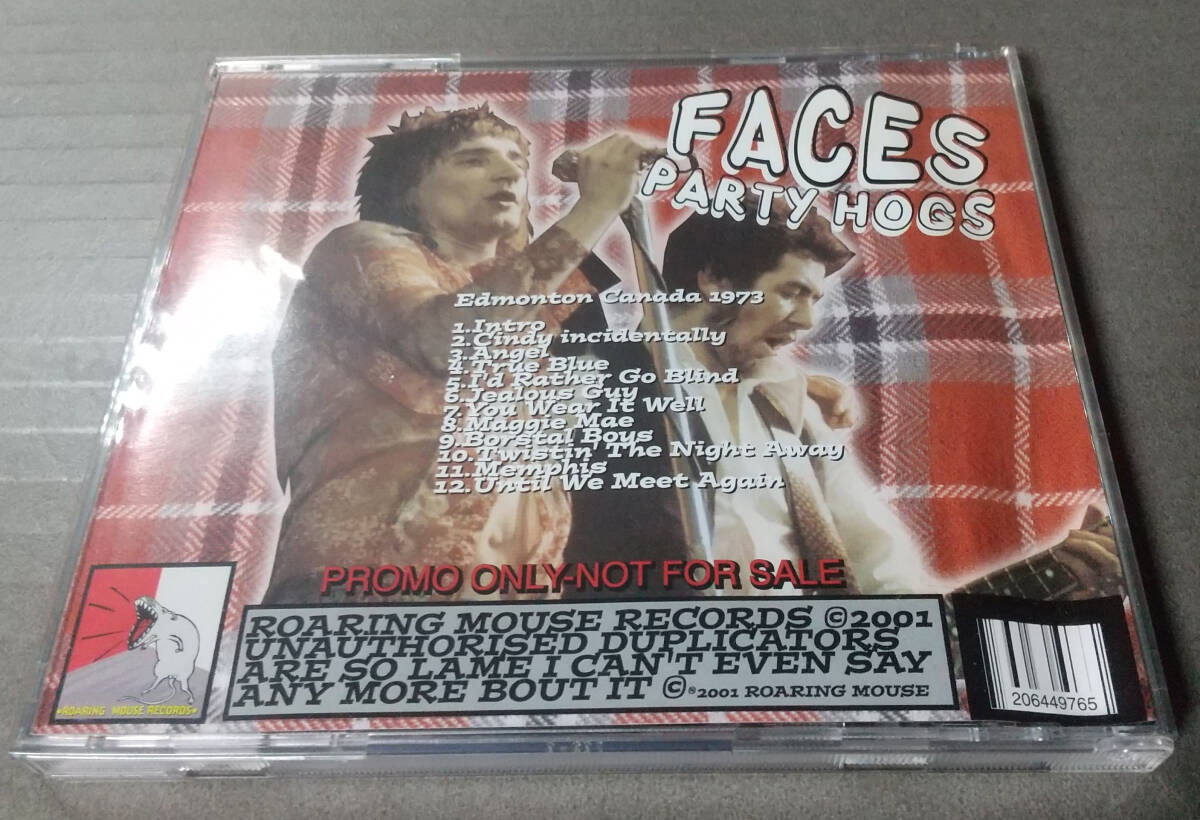 FACES
PARTY HOGS
Edmonton Canada 1973
1.Intro
2.Cindy incidentally
3.Angel
4.True Blue
5.I'd Rather Go Blind
6.Jealous Guy
7.You Wear It Well
8.Maggie Mae
9.Borstal Boys
10.Twistin' The Night Away
11.Memphis
12.Until We Meet Again
PROMO ONLY-NOT FOR SALE
ROARING MOUSE RECORDS ©2001
UNAUTHORISED DUPLICATORS
ARE SO LAME I CAN'T EVEN SAY
ANY MORE BOUT IT © ®2001 ROARING MOUSE
•ROARING MOUSE RECORDS•
206449765